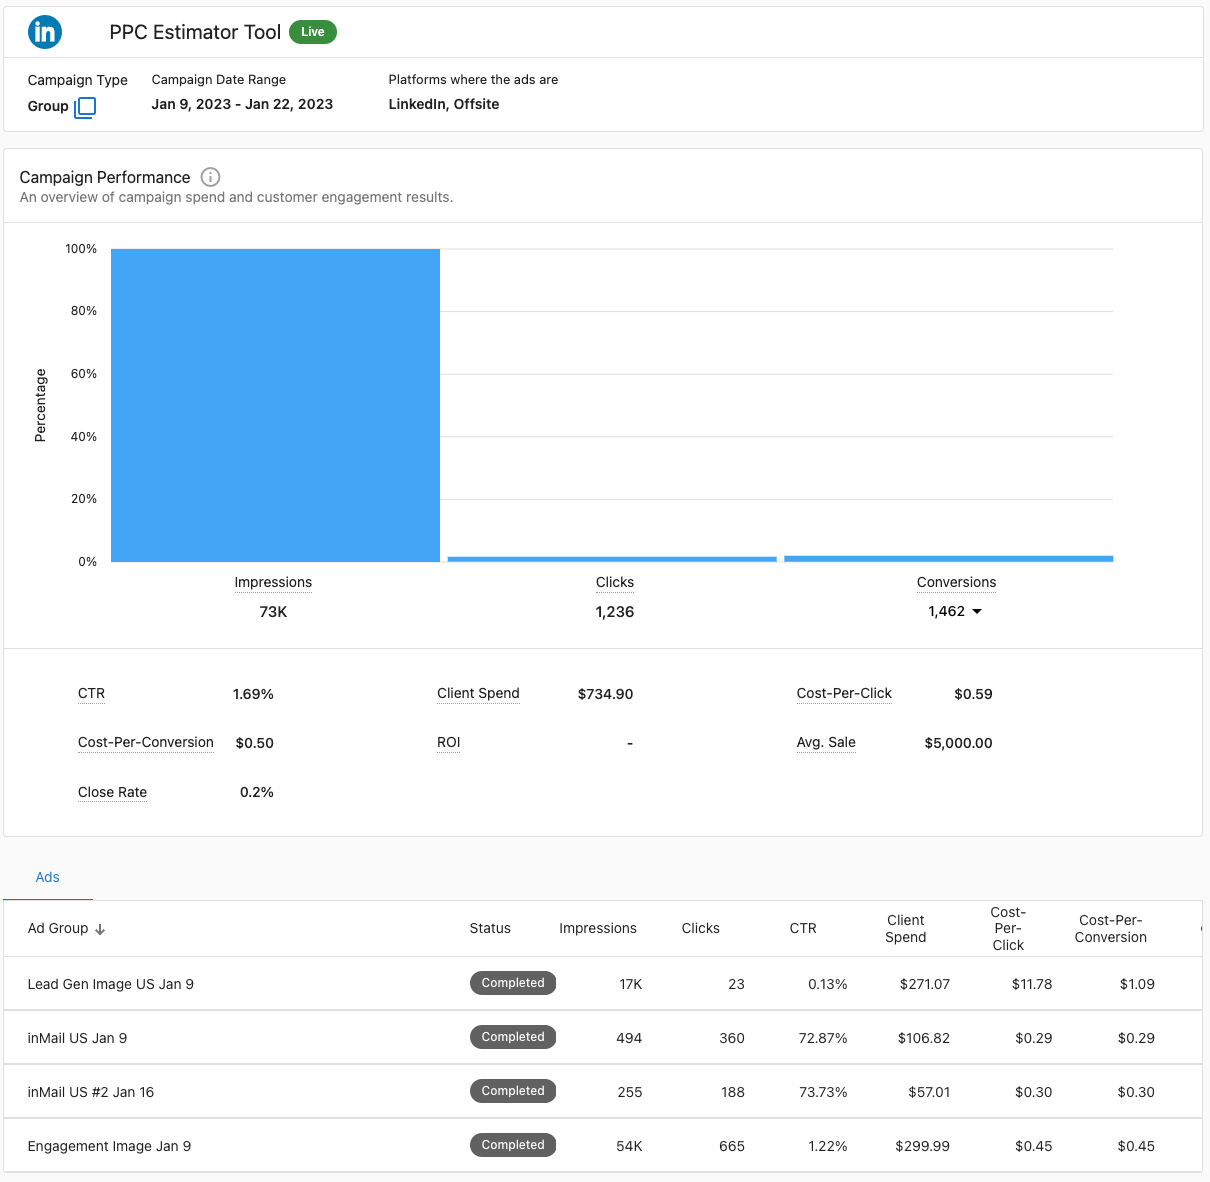 in PPC Estimator Tool Live
Campaign Type Campaign Date Range Platforms where the ads are
Group Jan 9, 2023 - Jan 22, 2023 LinkedIn, Offsite
Campaign Performance
An overview of campaign spend and customer engagement results.
100%
80%
60%
40%
20%
0%
Percentage
Impressions Clicks Conversions
73K 1,236 1,462
CTR 1.69% Client Spend $734.90 Cost-Per-Click $0.59
Cost-Per-Conversion $0.50 ROI - Avg. Sale $5,000.00
Close Rate 0.2%
Ads
Ad Group Status Impressions Clicks CTR Client Spend Cost-Per-Click Cost-Per-Conversion
Lead Gen Image US Jan 9 Completed 17K 23 0.13% $271.07 $11.78 $1.09
inMail US Jan 9 Completed 494 360 72.87% $106.82 $0.29 $0.29
inMail US #2 Jan 16 Completed 255 188 73.73% $57.01 $0.30 $0.30
Engagement Image Jan 9 Completed 54K 665 1.22% $299.99 $0.45 $0.45